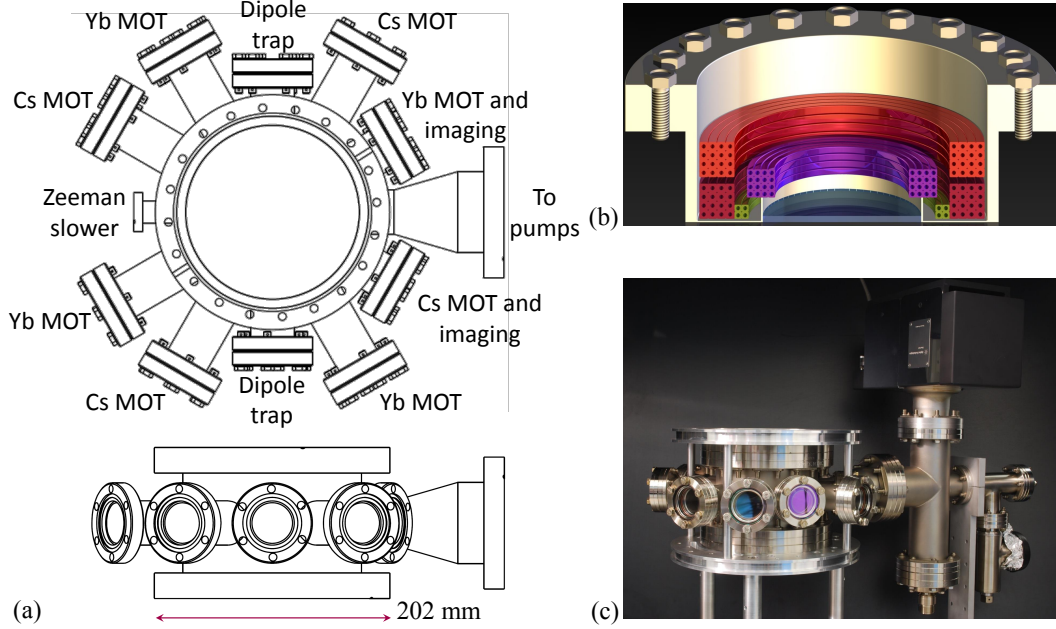 Yb MOT
Dipole
trap
Cs MOT
Cs MOT
Yb MOT and
imaging
Zeeman
slower
To
pumps
Yb MOT
Cs MOT and
imaging
Cs MOT
Dipole
trap
Yb MOT
202 mm
(a)
(b)
(c)